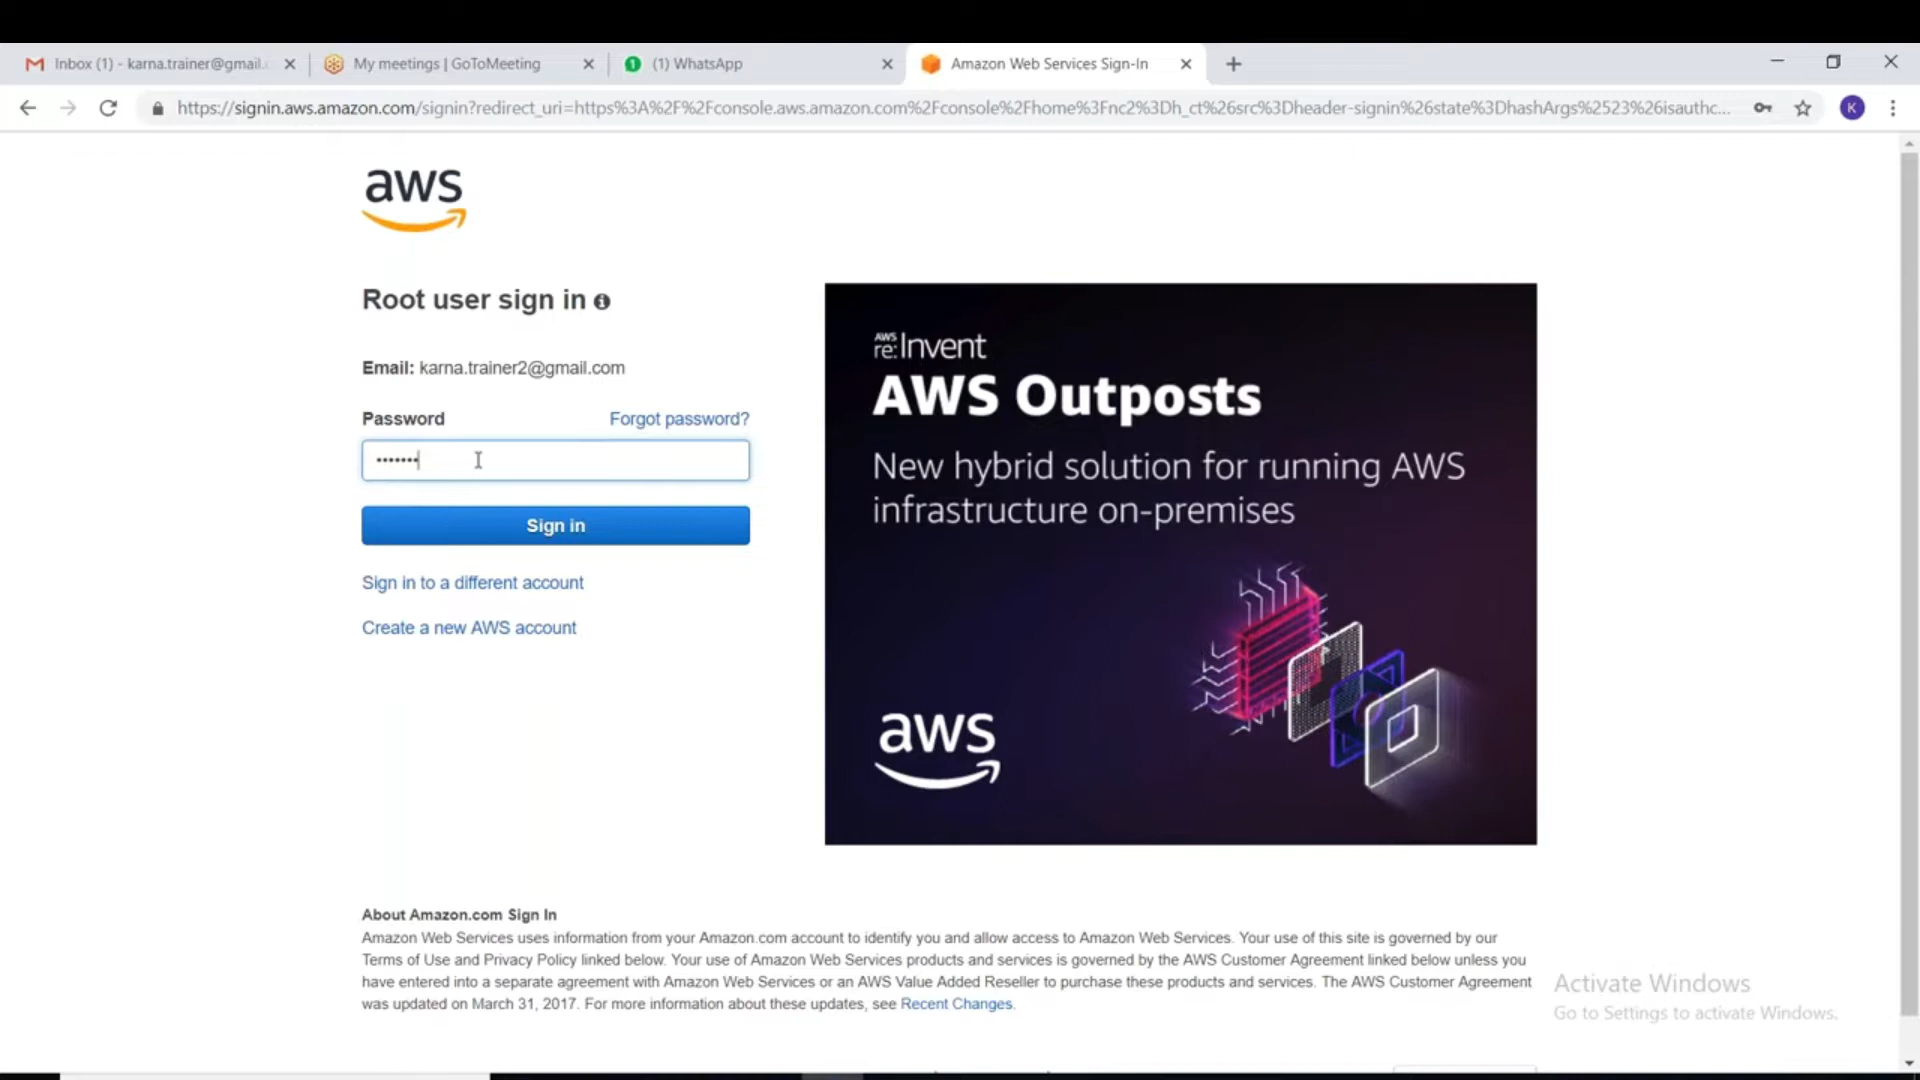 Inbox (1) - karna.trainer@gmail.c
My meetings | GoToMeeting
1
(1) WhatsApp
Amazon Web Services Sign-In
https://signin.aws.amazon.com/signin?redirect_uri=https%3A%2F%2Fconsole.aws.amazon.com%2Fconsole%2Fhome%3Fnc2%3Dh_ct%26src%3Dheader-signin%26state%3DhashArgs%2523%26isauthc...
K
aws
Root user sign in
Email: karna.trainer2@gmail.com
Password
Forgot password?
•••••••
Sign in
Sign in to a different account
Create a new AWS account
AWS
re:Invent
AWS Outposts
New hybrid solution for running AWS
infrastructure on-premises
aws
About Amazon.com Sign In
Amazon Web Services uses information from your Amazon.com account to identify you and allow access to Amazon Web Services. Your use of this site is governed by our
Terms of Use and Privacy Policy linked below. Your use of Amazon Web Services products and services is governed by the AWS Customer Agreement linked below unless you
have entered into a separate agreement with Amazon Web Services or an AWS Value Added Reseller to purchase these products and services. The AWS Customer Agreement
was updated on March 31, 2017. For more information about these updates, see Recent Changes.
Activate Windows
Go to Settings to activate Windows.